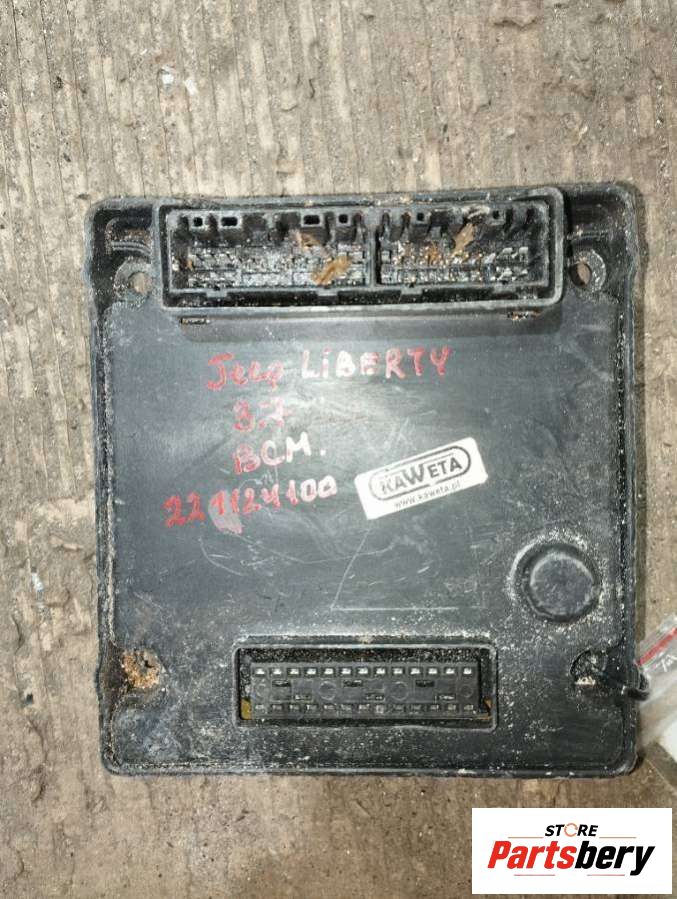 Jeep LiBERTY
3.7
BCM.
221124100
KAWETA
www.kaweta.pl
STORE
Partsbery